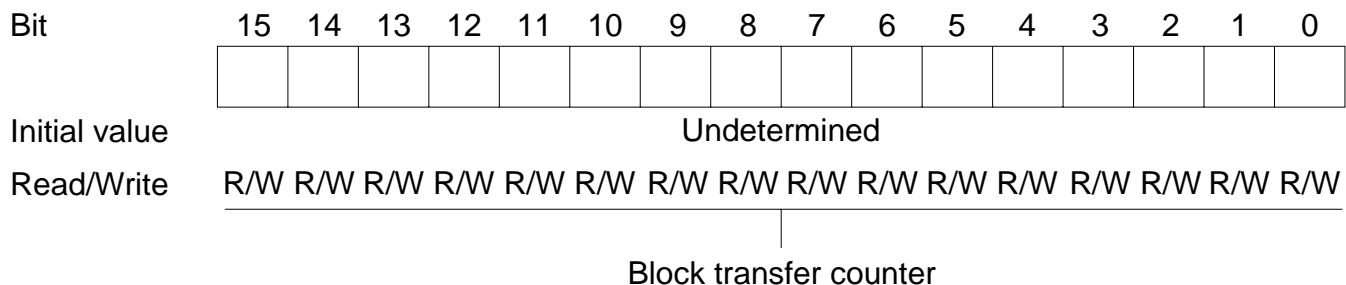 Bit 15 14 13 12 11 10 9 8 7 6 5 4 3 2 1 0
Initial value Undetermined
Read/Write R/W R/W R/W R/W R/W R/W R/W R/W R/W R/W R/W R/W R/W R/W R/W R/W
Block transfer counter